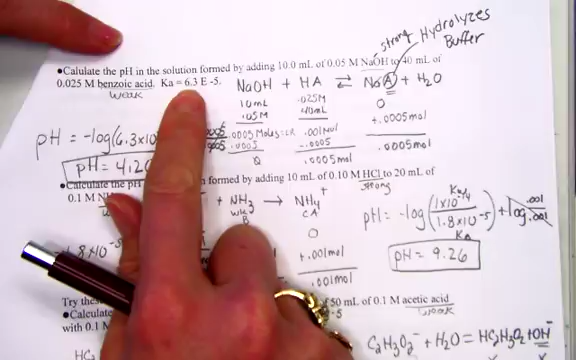 strong Hydrolyzes
Buffer
•Calulate the pH in the solution formed by adding 10.0 mL of 0.05 M NaOH to 40 mL of
0.025 M benzoic acid. Ka = 6.3 E -5.
weak
NaOH + HA ⇄ NaA + H2O
10mL .025M 0
.05M 40mL
.0005 moles .001mol +.0005mol
.0005 -.0005
0 .0005mol .0005mol
pH = -log(6.3x10
pH = 4.20
•Calculate the pH formed by adding 10 mL of 0.10 M HCl to 20 mL of
strong
0.1 M NH
+ NH3 → NH4+
WK B CA
0
+.001mol
.001mol
1.8x10-5
pH = -log (1x10-14 Kw / 1.8x10-5 KB) + log .001/.001
pH = 9.26
Try these
•Calculate 50 mL of 0.1 M acetic acid
weak
with 0.1 -5
C2H3O2- + H2O = HC2H3O2 + OH-
HC